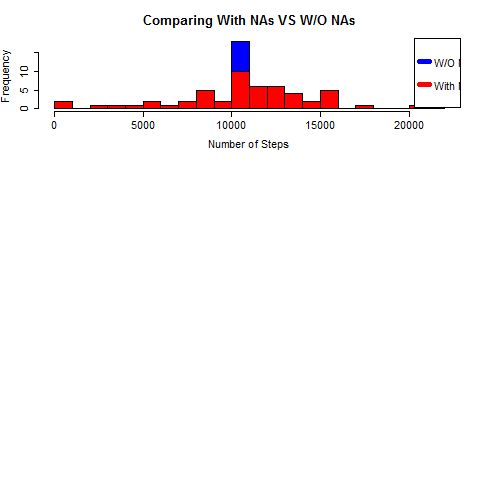 Comparing With NAs VS W/O NAs
Frequency
10
5
0
W/O
With
0 5000 10000 15000 20000
Number of Steps